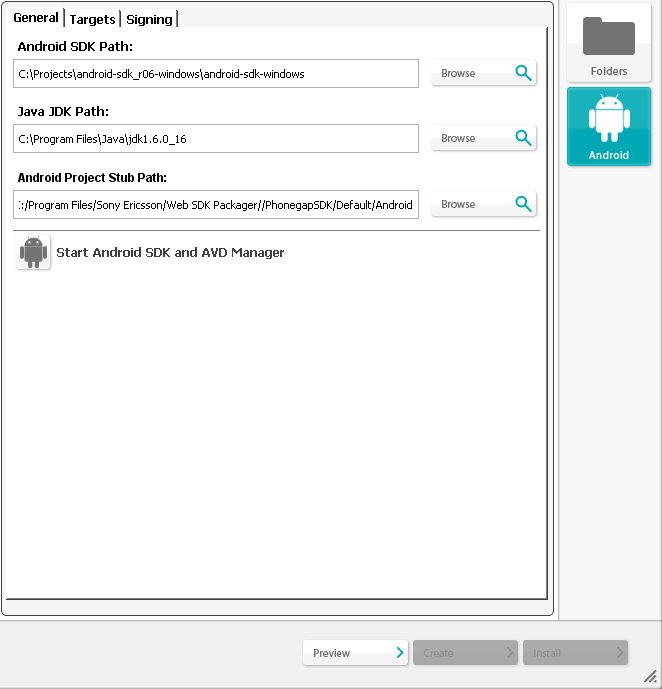 General Targets Signing
Android SDK Path:
C:\Projects\android-sdk_r06-windows\android-sdk-windows
Browse
Java JDK Path:
C:\Program Files\Java\jdk1.6.0_16
Browse
Android Project Stub Path:
:/Program Files/Sony Ericsson/Web SDK Packager//PhonegapSDK/Default/Android
Browse
Start Android SDK and AVD Manager
Folders
Android
Preview Create Install